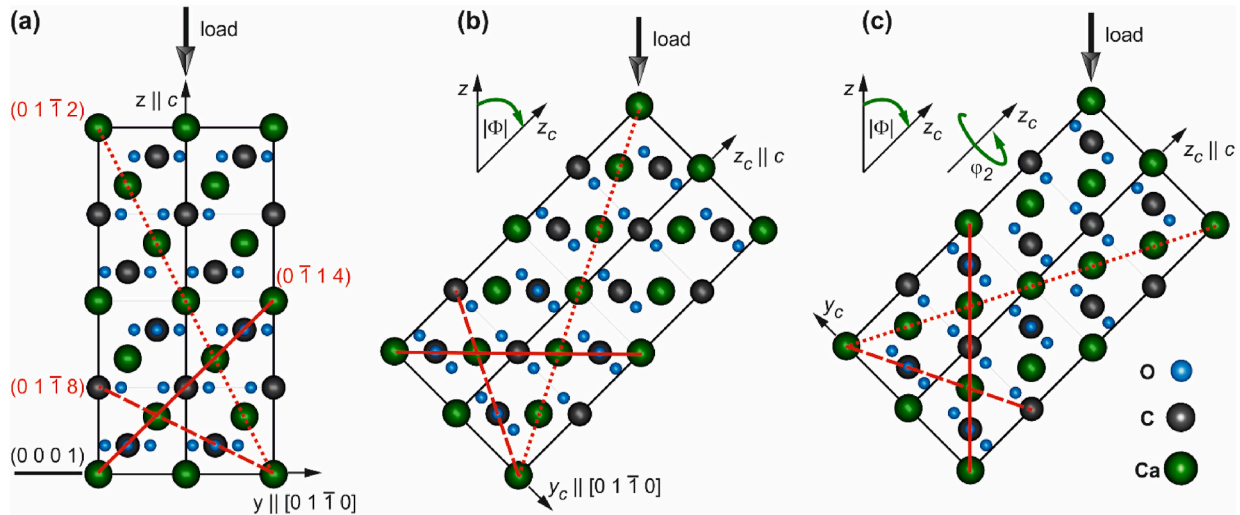 (a)
load
z || c
(0 1 1̅ 2)
(0 1̅ 1 4)
(0 1 1̅ 8)
(0 0 0 1)
y || [0 1 1̅ 0]
(b)
load
z
|Φ|
z_c
z_c || c
y_c || [0 1 1̅ 0]
(c)
load
z
|Φ|
z_c
z_c
φ₂
z_c || c
y_c
O
C
Ca